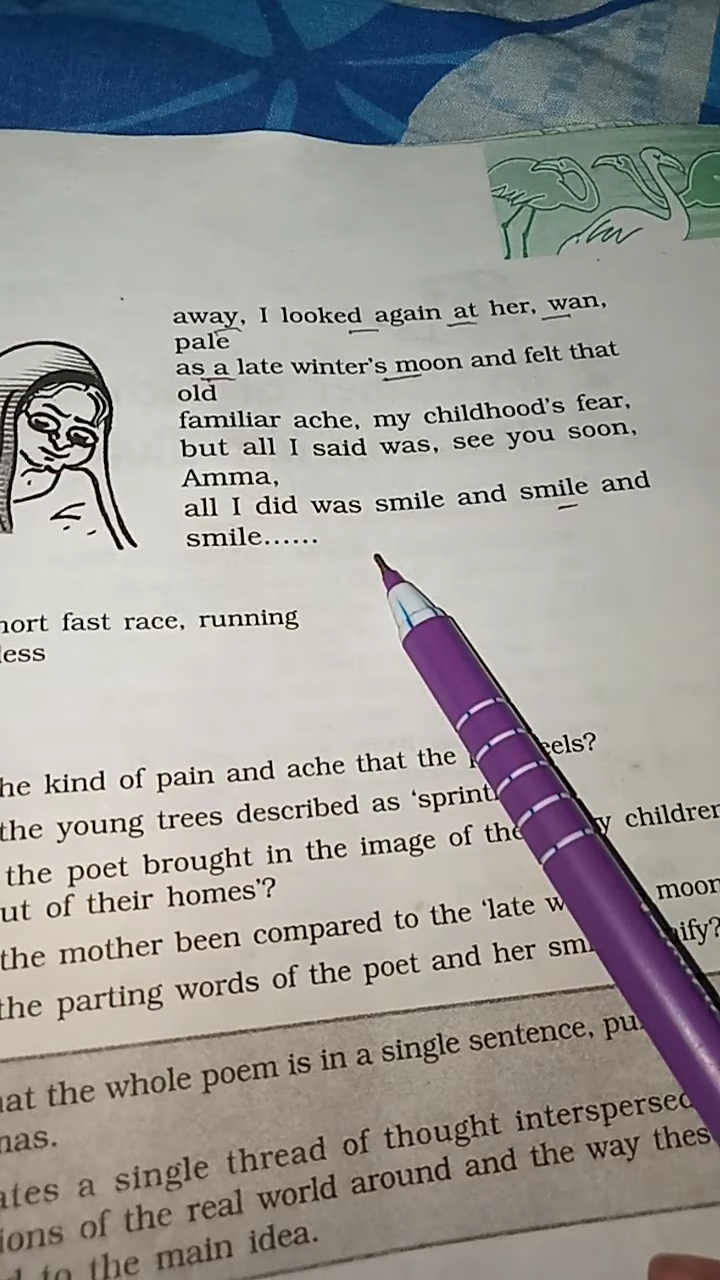 away, I looked again at her, wan,
pale
as a late winter's moon and felt that
old
familiar ache, my childhood's fear,
but all I said was, see you soon,
Amma,
all I did was smile and smile and
smile......
hort fast race, running
less
he kind of pain and ache that the eels?
the young trees described as ‘sprint
the poet brought in the image of the y children
ut of their homes’?
the mother been compared to the ‘late w moon
the parting words of the poet and her smi ify?
hat the whole poem is in a single sentence, pu
nas.
ates a single thread of thought interspersed
ions of the real world around and the way thes
d to the main idea.